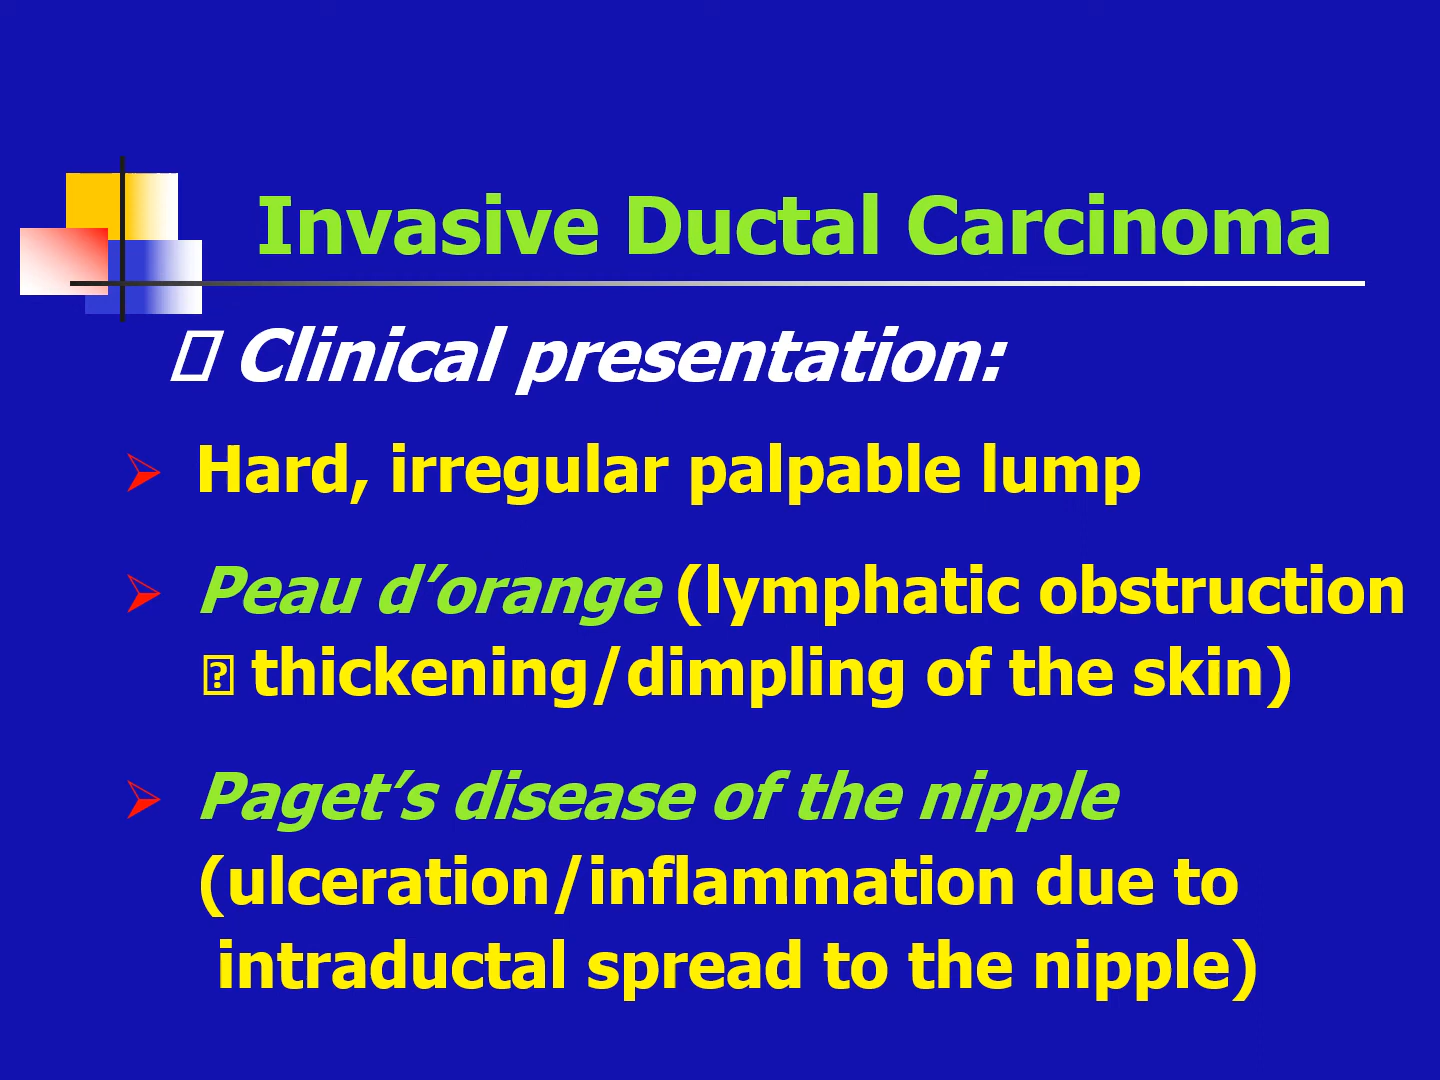 Invasive Ductal Carcinoma
Clinical presentation:
Hard, irregular palpable lump
Peau d’orange (lymphatic obstruction
thickening/dimpling of the skin)
Paget’s disease of the nipple
(ulceration/inflammation due to
intraductal spread to the nipple)